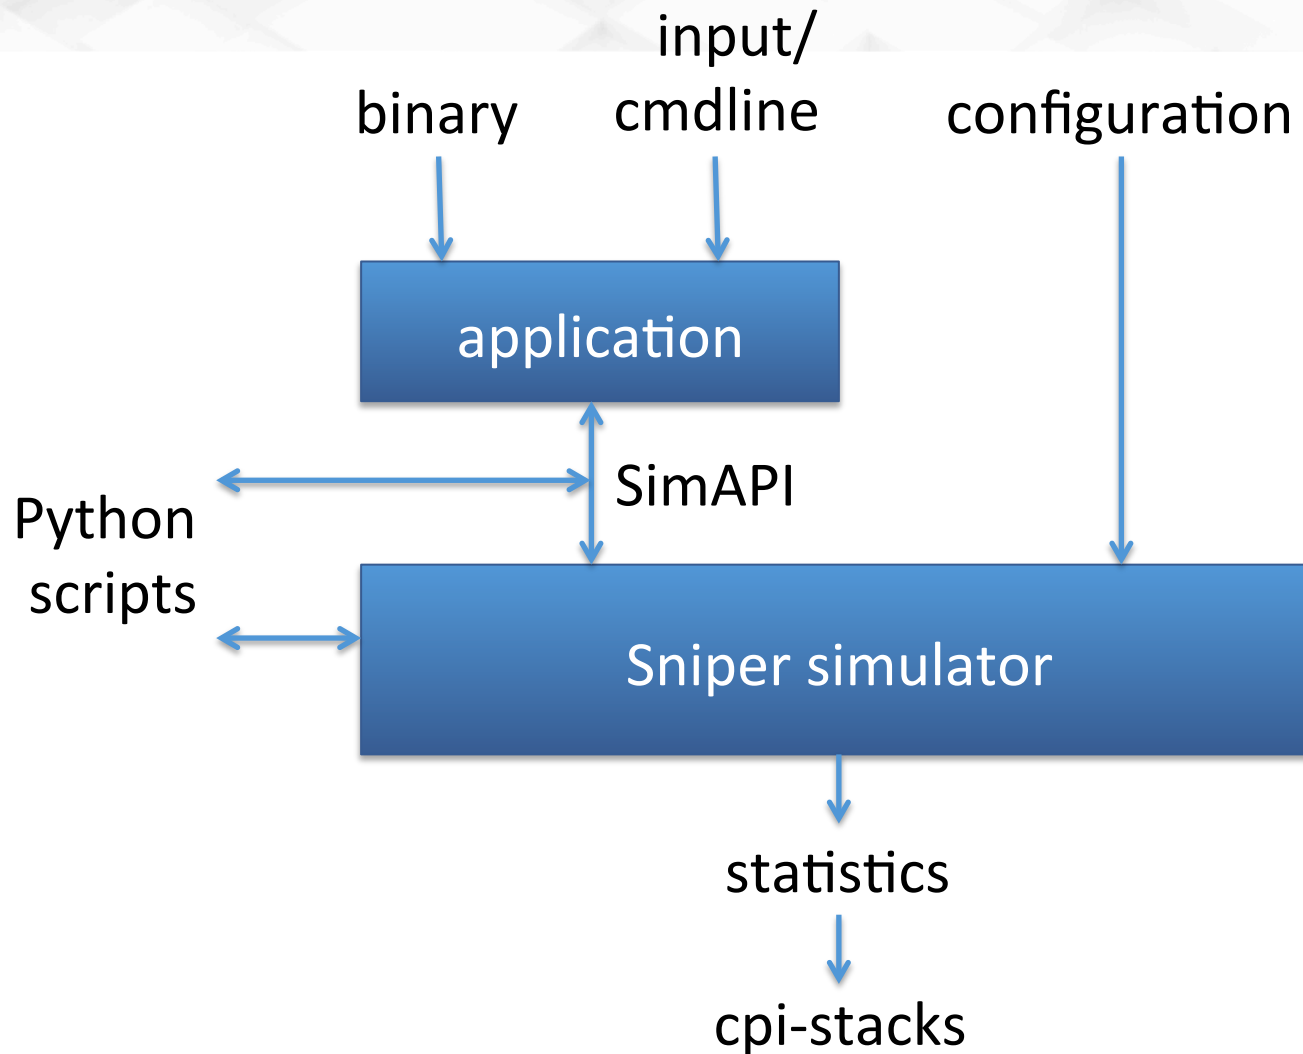 input/
binary
cmdline
configuration
application
SimAPI
Python
scripts
Sniper simulator
statistics
cpi-stacks